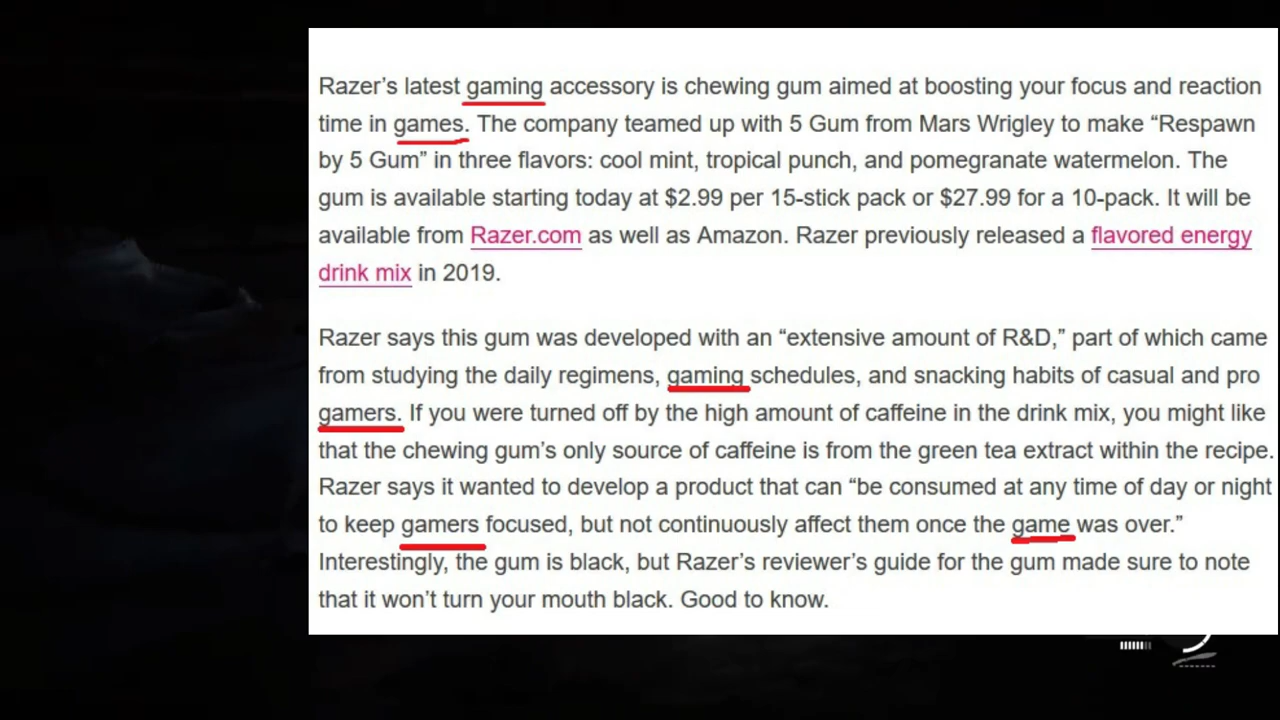 Razer’s latest gaming accessory is chewing gum aimed at boosting your focus and reaction
time in games. The company teamed up with 5 Gum from Mars Wrigley to make “Respawn
by 5 Gum” in three flavors: cool mint, tropical punch, and pomegranate watermelon. The
gum is available starting today at $2.99 per 15-stick pack or $27.99 for a 10-pack. It will be
available from Razer.com as well as Amazon. Razer previously released a flavored energy
drink mix in 2019.
Razer says this gum was developed with an “extensive amount of R&D,” part of which came
from studying the daily regimens, gaming schedules, and snacking habits of casual and pro
gamers. If you were turned off by the high amount of caffeine in the drink mix, you might like
that the chewing gum’s only source of caffeine is from the green tea extract within the recipe.
Razer says it wanted to develop a product that can “be consumed at any time of day or night
to keep gamers focused, but not continuously affect them once the game was over.”
Interestingly, the gum is black, but Razer’s reviewer’s guide for the gum made sure to note
that it won’t turn your mouth black. Good to know.